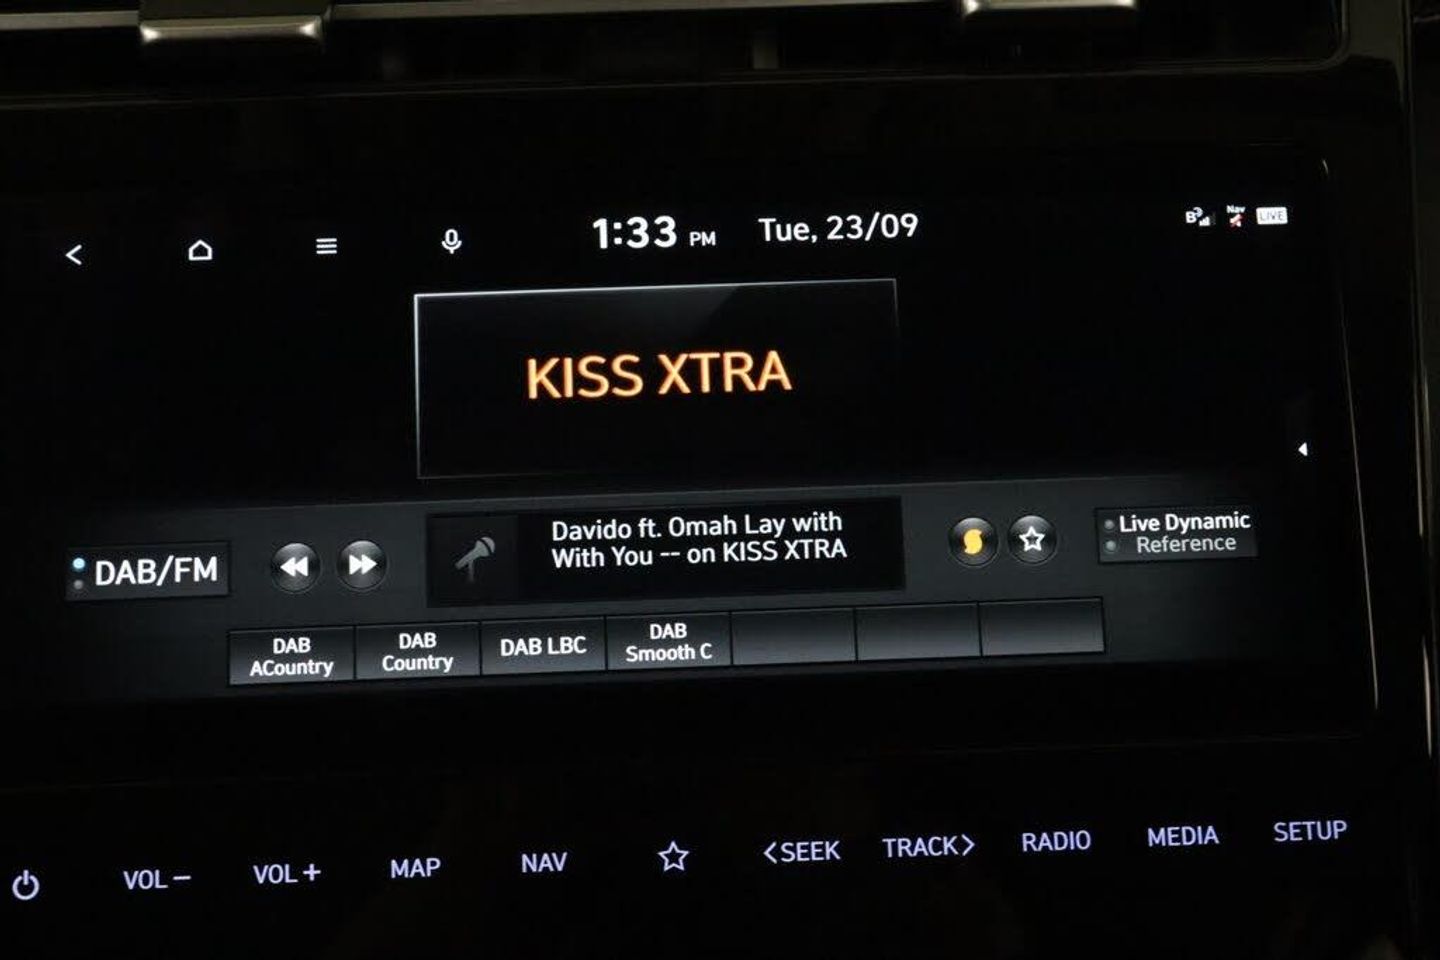 1:33 PM Tue, 23/09
B Nav LIVE
KISS XTRA
DAB/FM
Davido ft. Omah Lay with
With You -- on KISS XTRA
Live Dynamic
Reference
DAB
ACountry
DAB
Country
DAB LBC
DAB
Smooth C
VOL − VOL + MAP NAV <SEEK TRACK> RADIO MEDIA SETUP